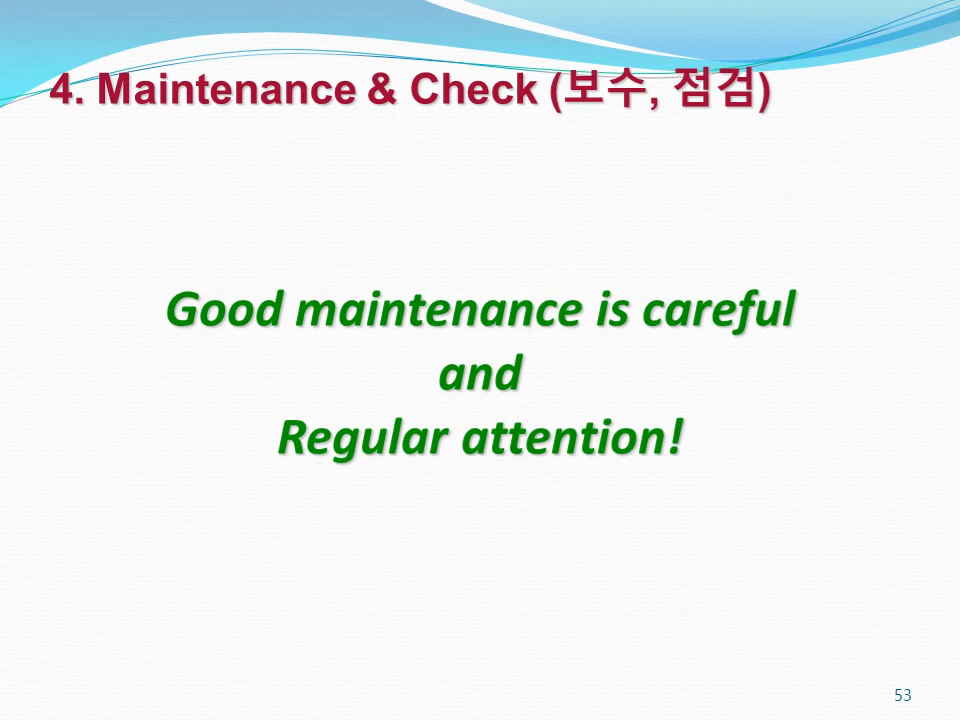 4. Maintenance & Check (보수, 점검)
Good maintenance is careful
and
Regular attention!
53